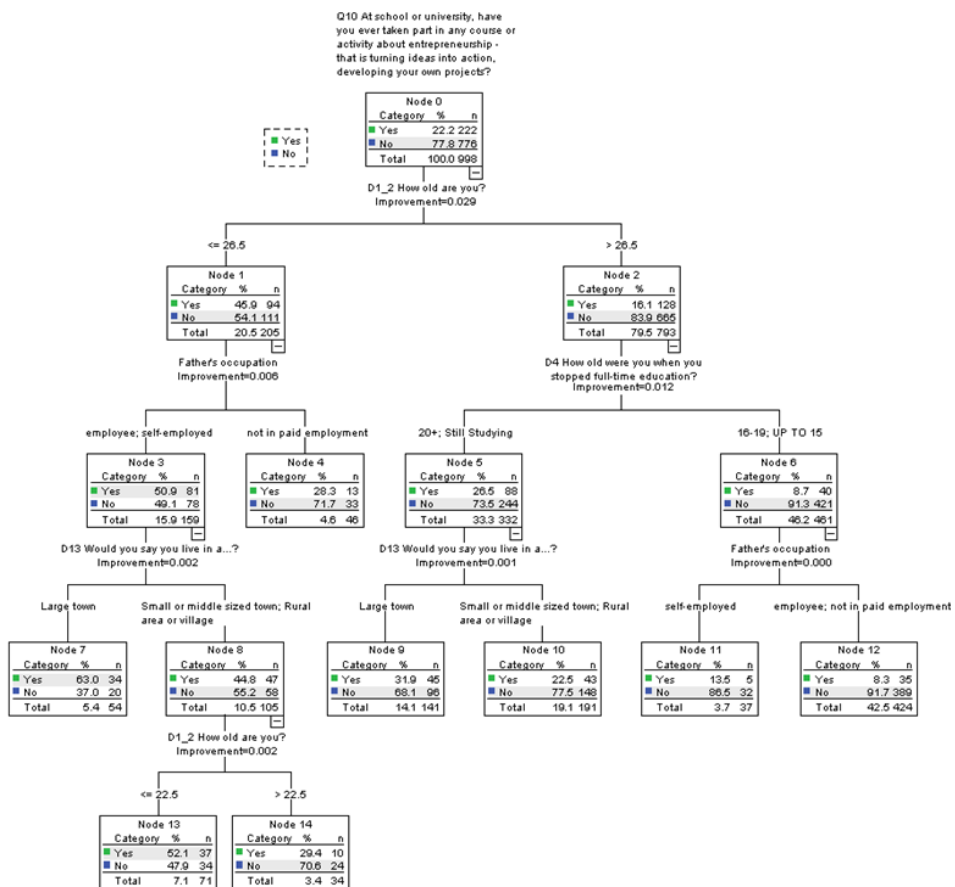 Q10 At school or university, have
you ever taken part in any course or
activity about entrepreneurship -
that is turning ideas into action,
developing your own projects?
Yes
No
Node 0
Category % n
Yes 22.2 222
No 77.8 776
Total 100.0 998
D1_2 How old are you?
Improvement=0.029
<= 26.5
> 26.5
Node 1
Category % n
Yes 45.9 94
No 54.1 111
Total 20.5 205
Node 2
Category % n
Yes 16.1 128
No 83.9 665
Total 79.5 793
Father's occupation
Improvement=0.006
D4 How old were you when you
stopped full-time education?
Improvement=0.012
employee; self-employed
not in paid employment
20+; Still Studying
16-19; UP TO 15
Node 3
Category % n
Yes 50.9 81
No 49.1 78
Total 15.9 159
Node 4
Category % n
Yes 28.3 13
No 71.7 33
Total 4.6 46
Node 5
Category % n
Yes 26.5 88
No 73.5 244
Total 33.3 332
Node 6
Category % n
Yes 8.7 40
No 91.3 421
Total 46.2 461
D13 Would you say you live in a...?
Improvement=0.002
D13 Would you say you live in a...?
Improvement=0.001
Father's occupation
Improvement=0.000
Large town
Small or middle sized town; Rural
area or village
Large town
Small or middle sized town; Rural
area or village
self-employed
employee; not in paid employment
Node 7
Category % n
Yes 63.0 34
No 37.0 20
Total 5.4 54
Node 8
Category % n
Yes 44.8 47
No 55.2 58
Total 10.5 105
Node 9
Category % n
Yes 31.9 45
No 68.1 96
Total 14.1 141
Node 10
Category % n
Yes 22.5 43
No 77.5 148
Total 19.1 191
Node 11
Category % n
Yes 13.5 5
No 86.5 32
Total 3.7 37
Node 12
Category % n
Yes 8.3 35
No 91.7 389
Total 42.5 424
D1_2 How old are you?
Improvement=0.002
<= 22.5
> 22.5
Node 13
Category % n
Yes 52.1 37
No 47.9 34
Total 7.1 71
Node 14
Category % n
Yes 29.4 10
No 70.6 24
Total 3.4 34